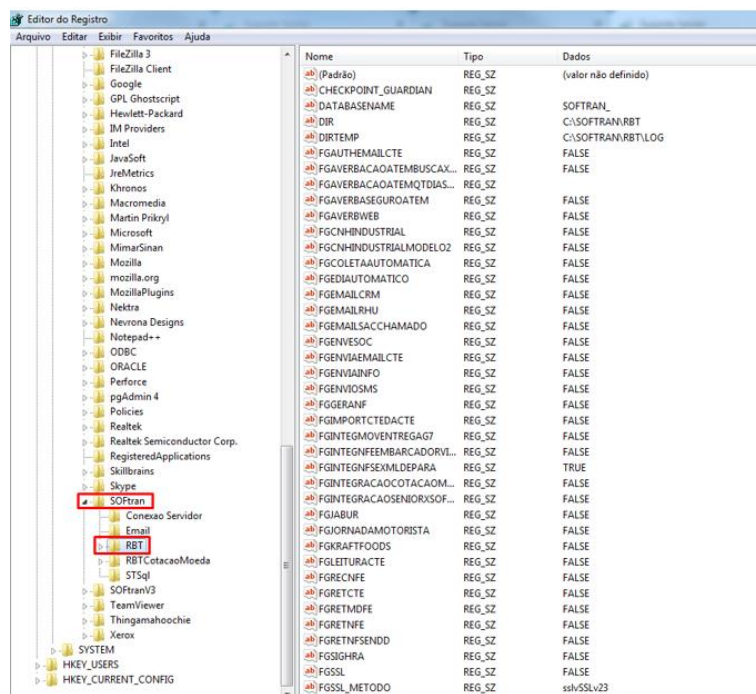 Editor do Registro
Arquivo Editar Exibir Favoritos Ajuda
FileZilla 3
FileZilla Client
Google
GPL Ghostscript
Hewlett-Packard
IM Providers
Intel
JavaSoft
JreMetrics
Khronos
Macromedia
Martin Prikryl
Microsoft
MimarSinan
Mozilla
mozilla.org
MozillaPlugins
Nektra
Nevrona Designs
Notepad++
ODBC
ORACLE
Perforce
pgAdmin 4
Policies
Realtek
Realtek Semiconductor Corp.
RegisteredApplications
Skillbrains
Skype
SOFtran
Conexao Servidor
Email
RBT
RBTCotacaoMoeda
STSql
SOFtranV3
TeamViewer
Thingamahoochie
Xerox
SYSTEM
HKEY_USERS
HKEY_CURRENT_CONFIG
Nome Tipo Dados
(Padrão) REG_SZ (valor não definido)
CHECKPOINT_GUARDIAN REG_SZ
DATABASENAME REG_SZ SOFTRAN_
DIR REG_SZ C:\SOFTRAN\RBT
DIRTEMP REG_SZ C:\SOFTRAN\RBT\LOG
FGAUTHEMAILCTE REG_SZ FALSE
FGAVERBACAOATEMBUSCAX... REG_SZ FALSE
FGAVERBACAOATEMQTDIAS... REG_SZ
FGAVERBASEGUROATEM REG_SZ FALSE
FGAVERBWEB REG_SZ FALSE
FGCNHINDUSTRIAL REG_SZ FALSE
FGCNHINDUSTRIALMODELO2 REG_SZ FALSE
FGCOLETAAUTOMATICA REG_SZ FALSE
FGEDIAUTOMATICO REG_SZ FALSE
FGEMAILCRM REG_SZ FALSE
FGEMAILRHU REG_SZ FALSE
FGEMAILSACCHAMADO REG_SZ FALSE
FGENVESOC REG_SZ FALSE
FGENVIAEMAILCTE REG_SZ FALSE
FGENVIAINFO REG_SZ FALSE
FGENVIOSMS REG_SZ FALSE
FGGERANF REG_SZ FALSE
FGIMPORTCTEDACTE REG_SZ FALSE
FGINTEGMOVENTREGAG7 REG_SZ FALSE
FGINTEGNFEEMBARCADORVI... REG_SZ FALSE
FGINTEGNFSEXMLDEPARA REG_SZ TRUE
FGINTEGRACAOCOTACAOM... REG_SZ FALSE
FGINTEGRACAOSENIORXSOF... REG_SZ FALSE
FGJABUR REG_SZ FALSE
FGJORNADAMOTORISTA REG_SZ FALSE
FGKRAFTFOODS REG_SZ FALSE
FGLEITURACTE REG_SZ FALSE
FGRECNFE REG_SZ FALSE
FGRETCTE REG_SZ FALSE
FGRETMDFE REG_SZ FALSE
FGRETNFE REG_SZ FALSE
FGRETNFSENDD REG_SZ FALSE
FGSIGHRA REG_SZ FALSE
FGSSL REG_SZ FALSE
FGSSL_METODO REG_SZ sslvSSLv23